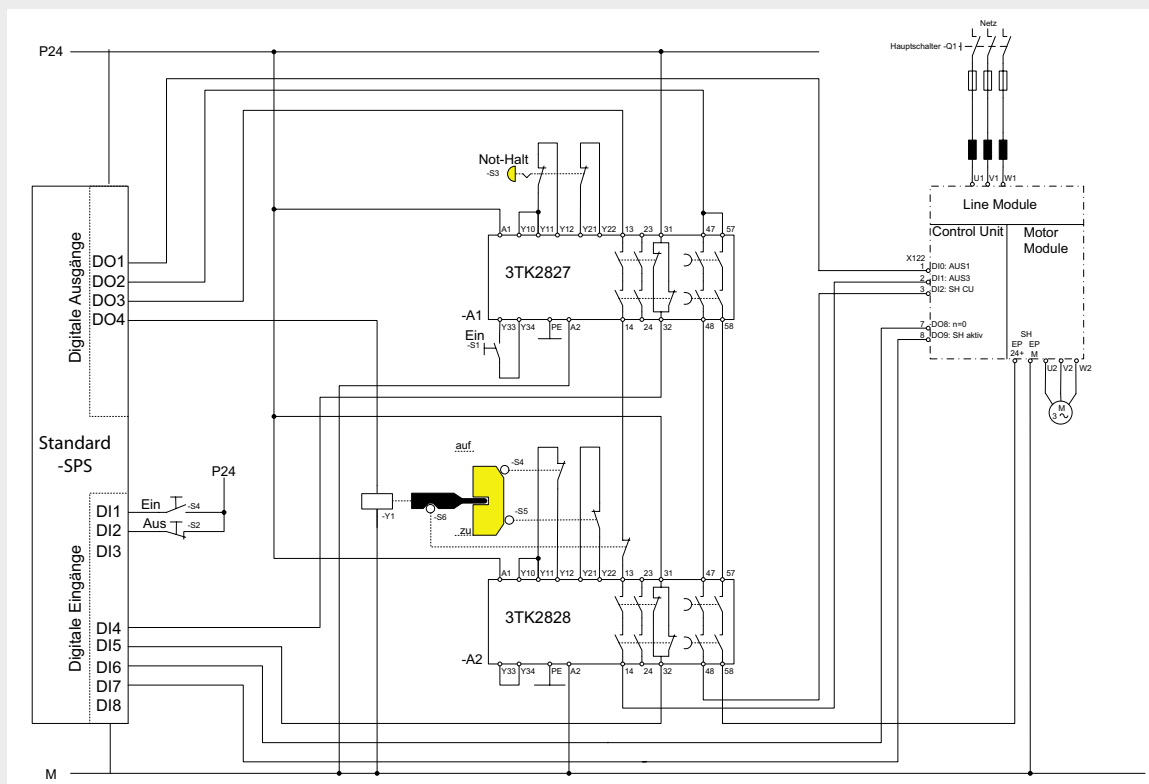 P24
Netz
Hauptschalter -Q1
U1 V1 W1
Line Module
Control Unit
Motor Module
X122
1 DI0: AUS1
2 DI1: AUS3
3 DI2: SH CU
7 DO8: n=0
8 DO9: SH aktiv
SH
EP EP
24+ M
U2 V2 W2
M
3 ~
Digitale Ausgänge
DO1
DO2
DO3
DO4
Standard
-SPS
Digitale Eingänge
DI1
DI2
DI3
DI4
DI5
DI6
DI7
DI8
P24
Ein -S4
Aus -S2
Not-Halt
-S3
A1 Y10 Y11 Y12 Y21 Y22 13 23 31 47 57
3TK2827
-A1
Y33 Y34 PE A2 14 24 32 48 58
Ein
-S1
auf
-S4
-Y1
-S6
-S5
zu
A1 Y10 Y11 Y12 Y21 Y22 13 23 31 47 57
3TK2828
-A2
Y33 Y34 PE A2 14 24 32 48 58
M